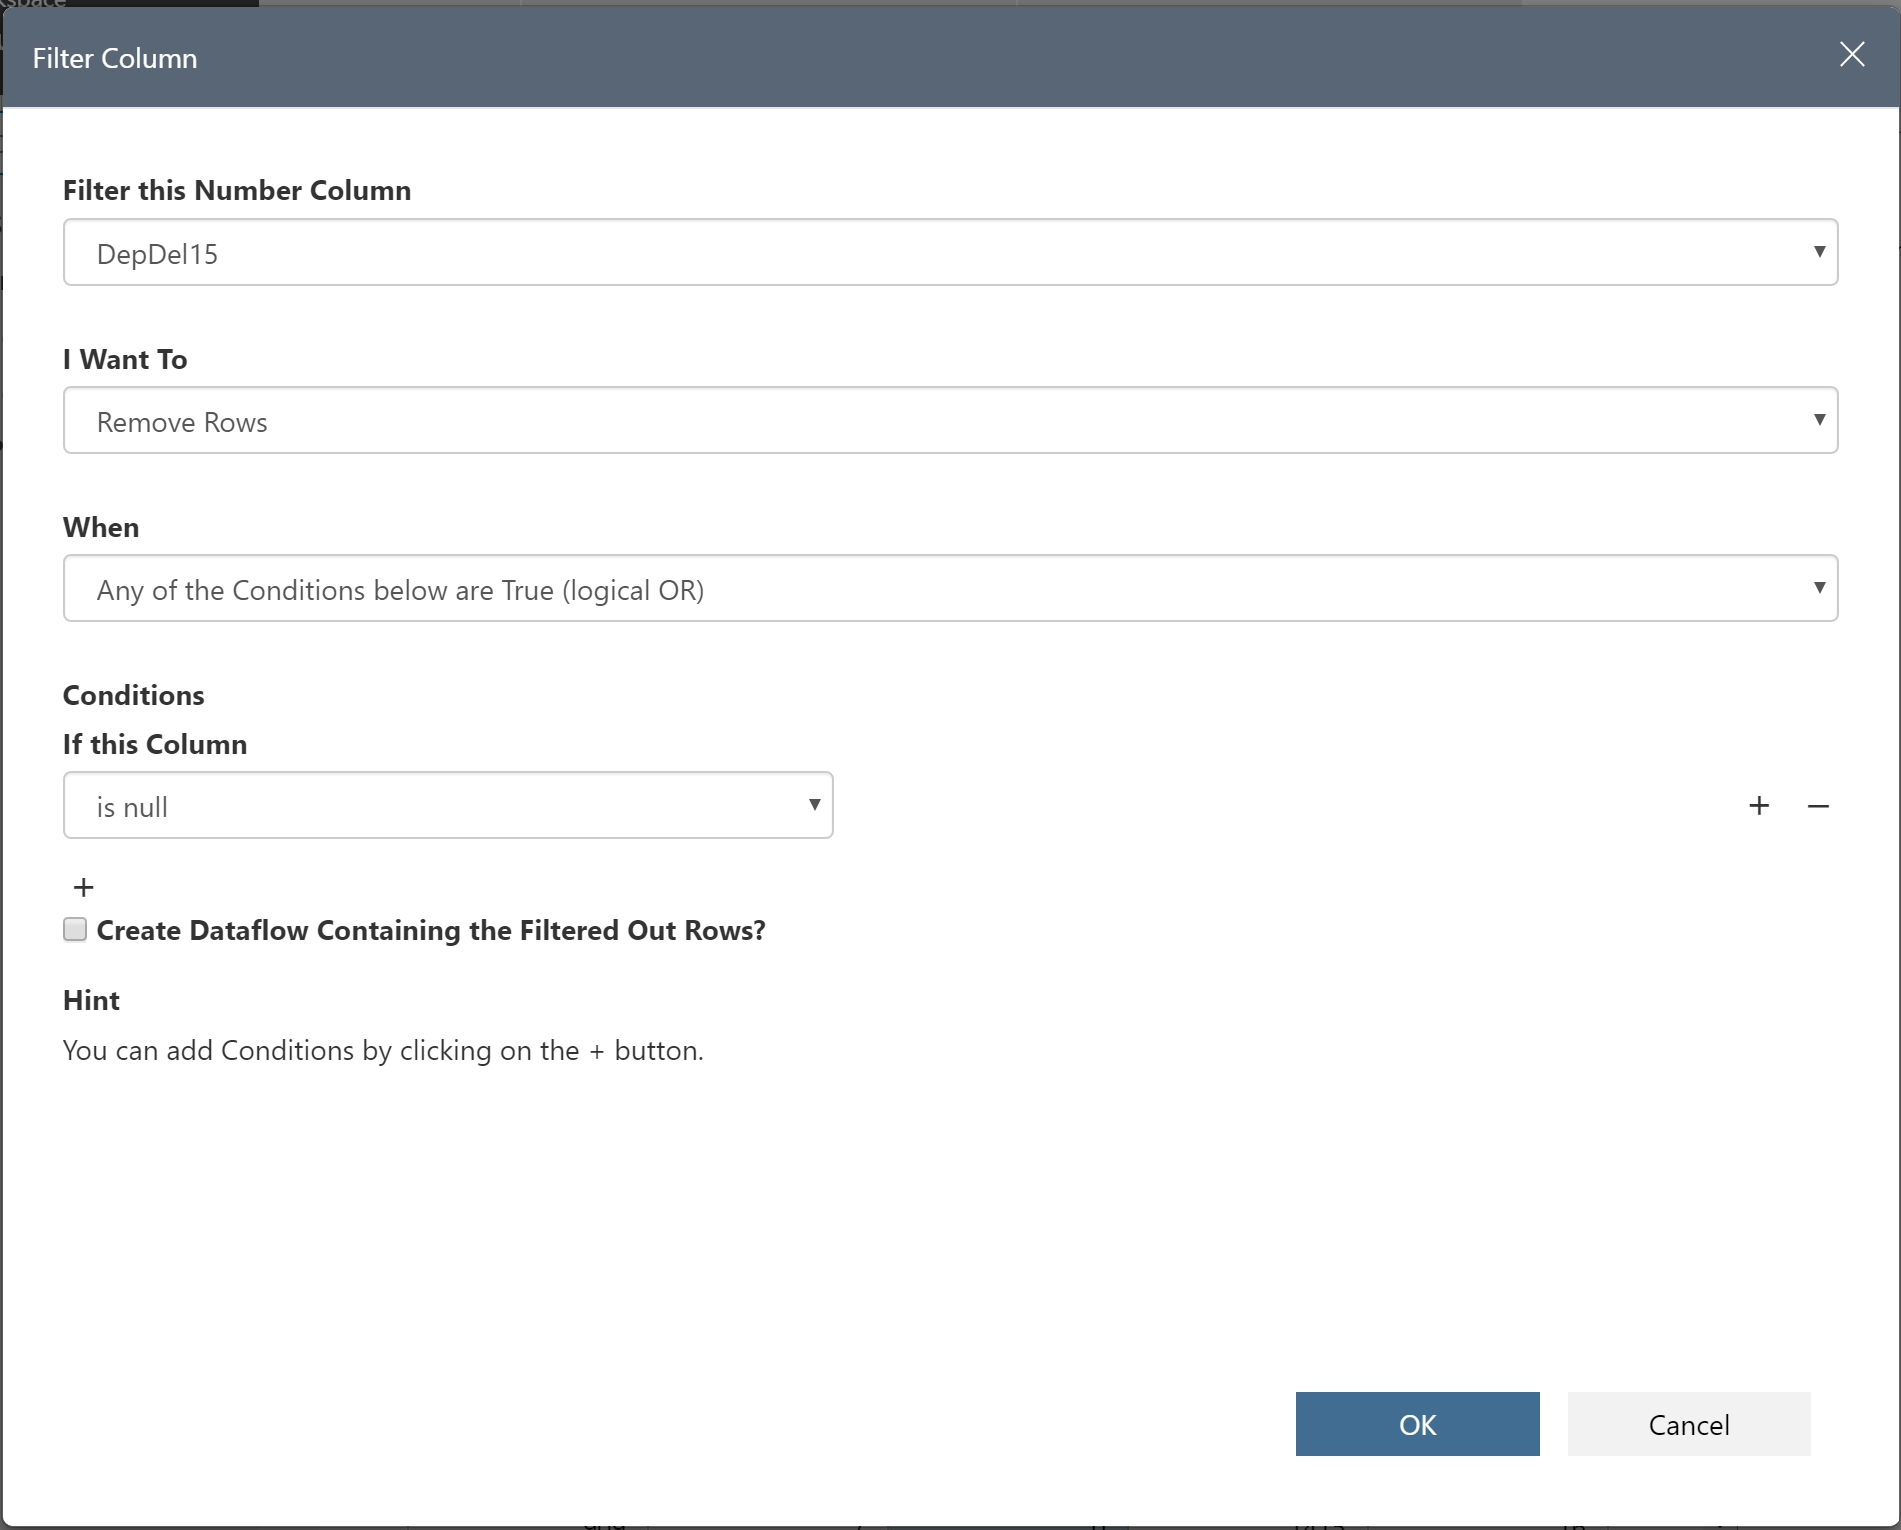 Filter Column
Filter this Number Column
DepDel15
I Want To
Remove Rows
When
Any of the Conditions below are True (logical OR)
Conditions
If this Column
is null
+ −
+
Create Dataflow Containing the Filtered Out Rows?
Hint
You can add Conditions by clicking on the + button.
OK Cancel